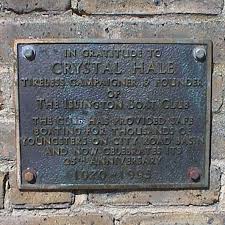 IN GRATITUDE TO
CRYSTAL HALE
TIRELESS CAMPAIGNER & FOUNDER
OF
THE ISLINGTON BOAT CLUB
THE CLUB HAS PROVIDED SAFE
BOATING FOR THOUSANDS OF
YOUNGSTERS ON CITY ROAD BASIN
AND NOW CELEBRATES ITS
25TH ANNIVERSARY
1970-1995